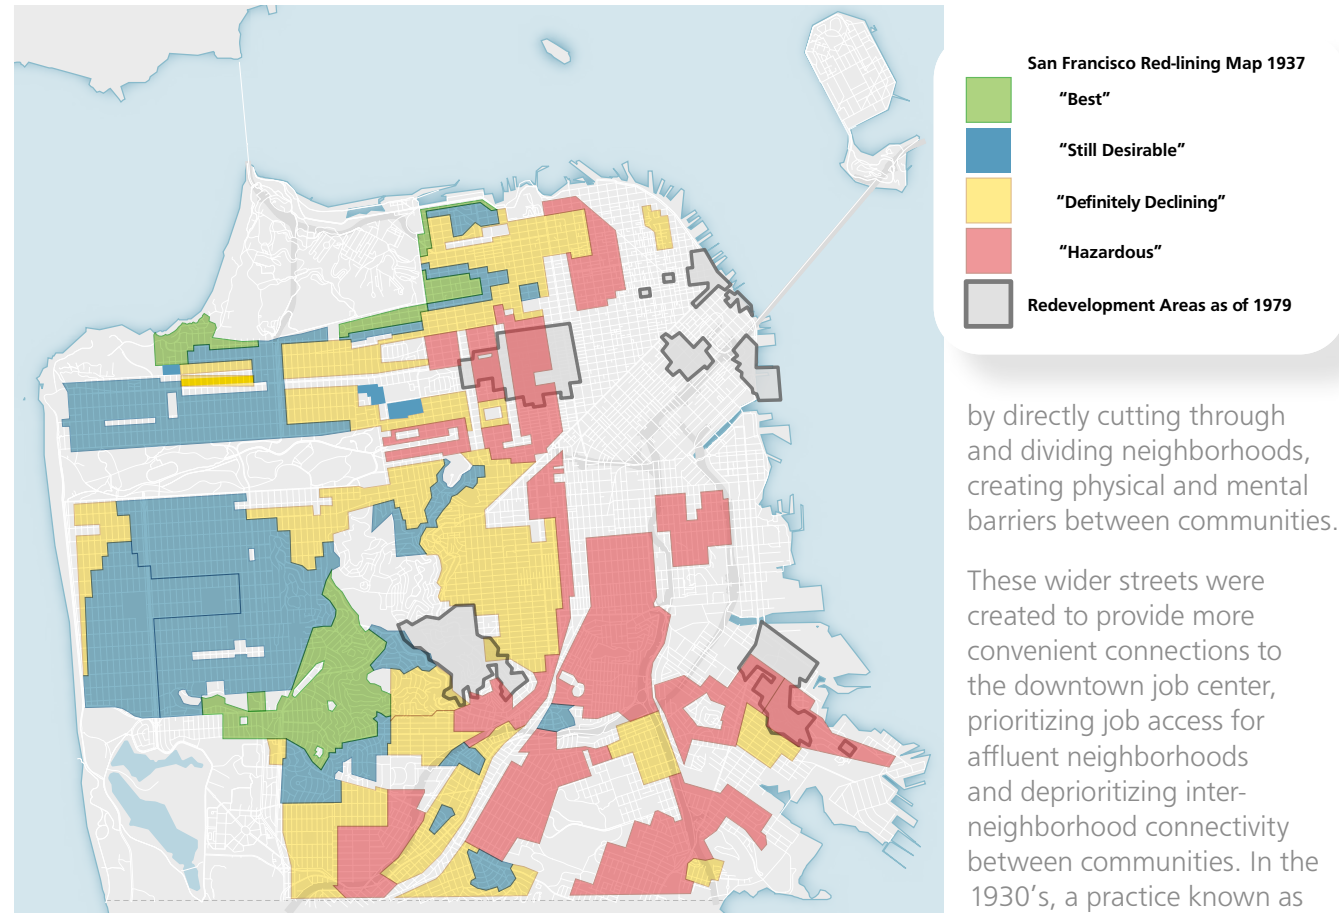 San Francisco Red-lining Map 1937
“Best”
“Still Desirable”
“Definitely Declining”
“Hazardous”
Redevelopment Areas as of 1979
by directly cutting through
and dividing neighborhoods,
creating physical and mental
barriers between communities.
These wider streets were
created to provide more
convenient connections to
the downtown job center,
prioritizing job access for
affluent neighborhoods
and deprioritizing inter-
neighborhood connectivity
between communities. In the
1930’s, a practice known as